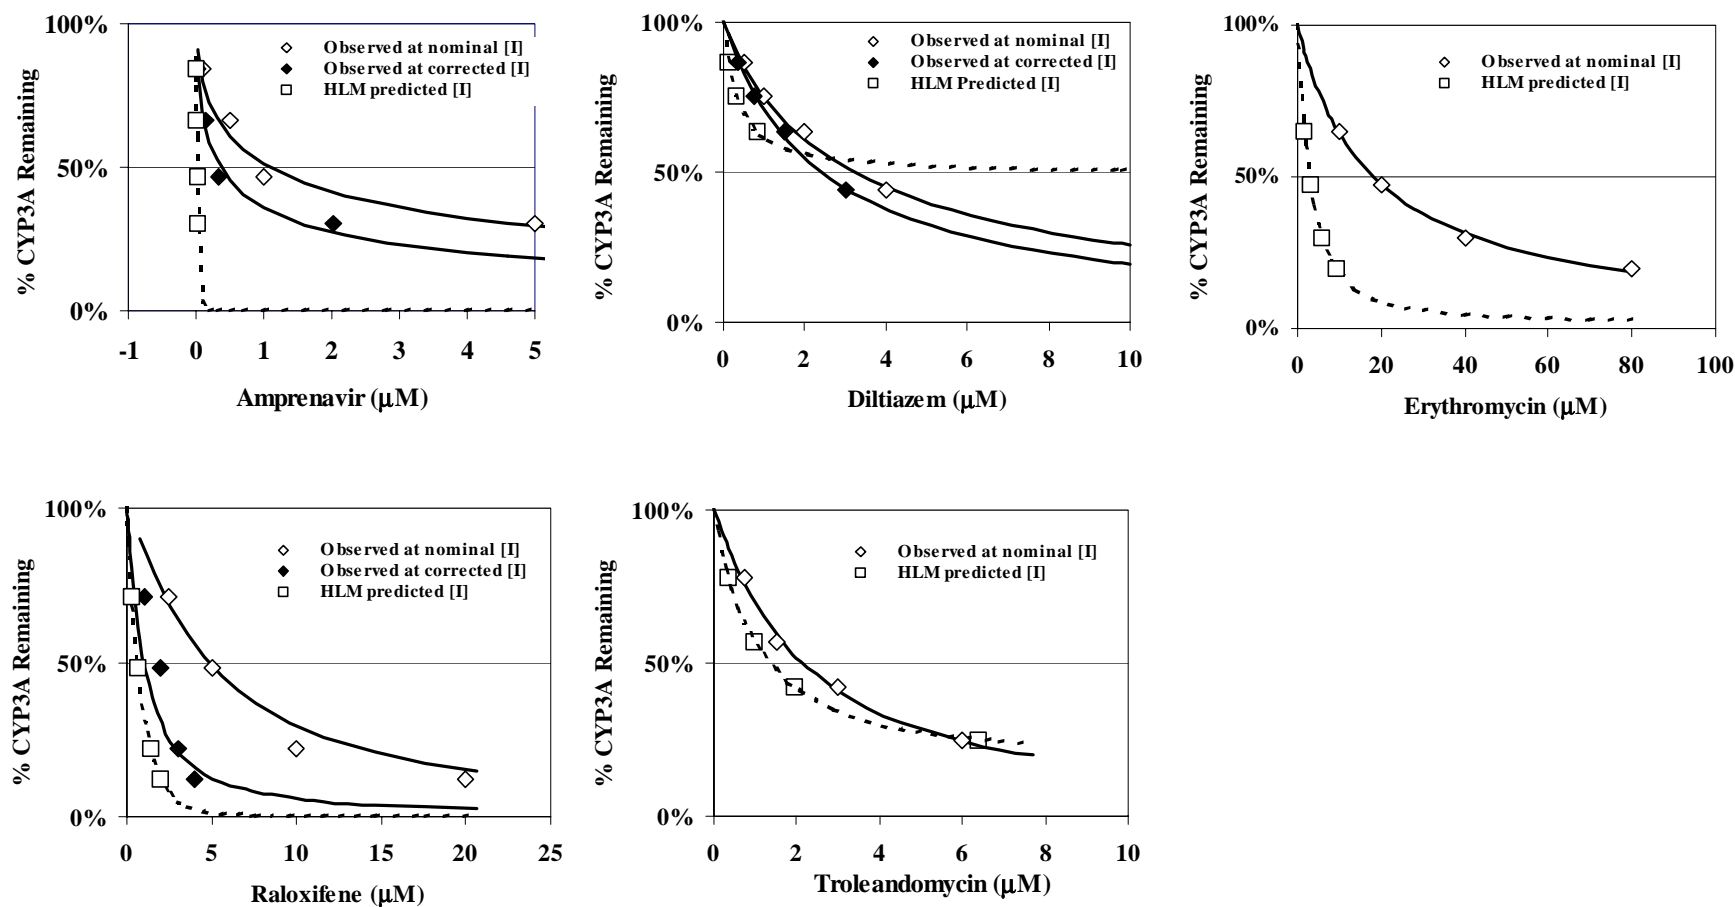 100%
50%
0%
% CYP3A Remaining
Observed at nominal [I]
Observed at corrected [I]
HLM predicted [I]
-1 0 1 2 3 4 5
Amprenavir (μM)
100%
50%
0%
% CYP3A Remaining
Observed at nominal [I]
Observed at corrected [I]
HLM Predicted [I]
0 2 4 6 8 10
Diltiazem (μM)
100%
50%
0%
% CYP3A Remaining
Observed at nominal [I]
HLM predicted [I]
0 20 40 60 80 100
Erythromycin (μM)
100%
50%
0%
% CYP3A Remaining
Observed at nominal [I]
Observed at corrected [I]
HLM predicted [I]
0 5 10 15 20 25
Raloxifene (μM)
100%
50%
0%
% CYP3A Remaining
Observed at nominal [I]
HLM predicted [I]
0 2 4 6 8 10
Troleandomycin (μM)